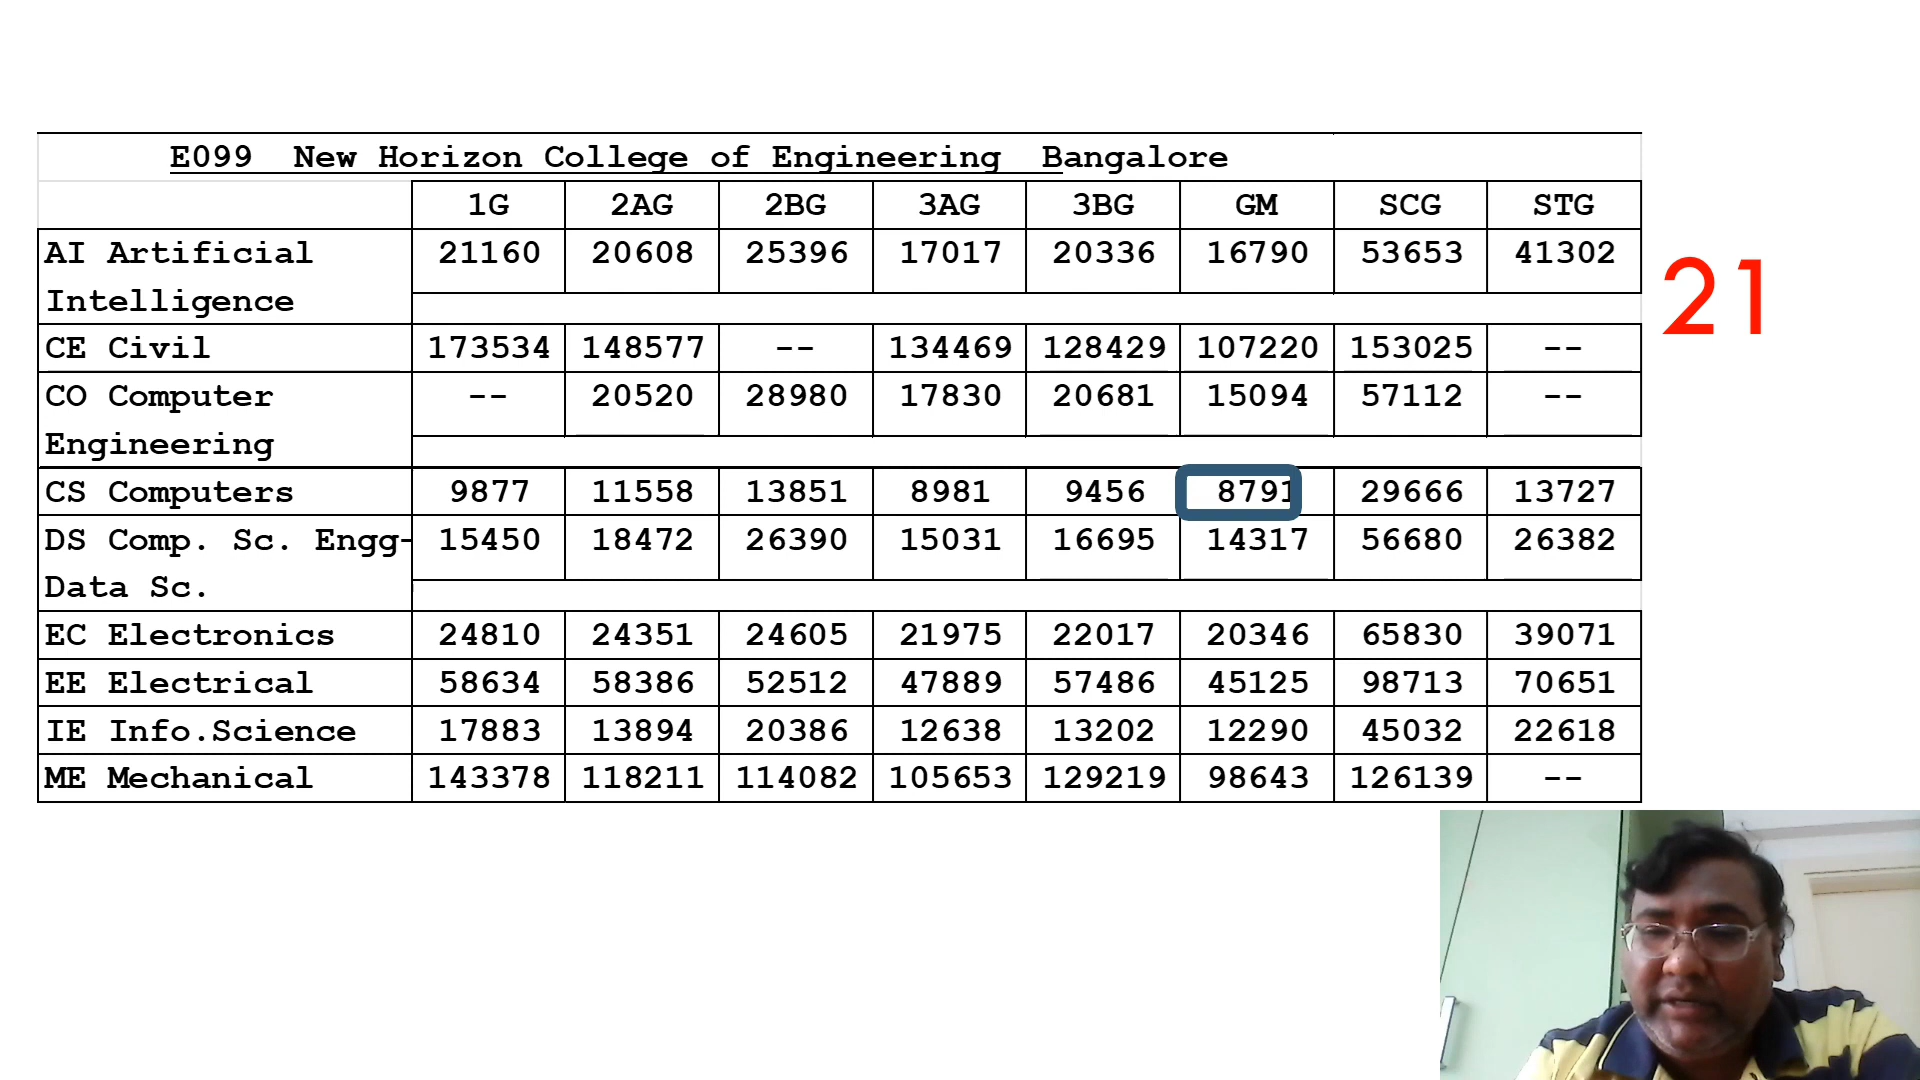 E099 New Horizon College of Engineering Bangalore
1G 2AG 2BG 3AG 3BG GM SCG STG
AI Artificial Intelligence 21160 20608 25396 17017 20336 16790 53653 41302
21
CE Civil 173534 148577 -- 134469 128429 107220 153025 --
CO Computer Engineering -- 20520 28980 17830 20681 15094 57112 --
CS Computers 9877 11558 13851 8981 9456 8791 29666 13727
DS Comp. Sc. Engg- Data Sc. 15450 18472 26390 15031 16695 14317 56680 26382
EC Electronics 24810 24351 24605 21975 22017 20346 65830 39071
EE Electrical 58634 58386 52512 47889 57486 45125 98713 70651
IE Info.Science 17883 13894 20386 12638 13202 12290 45032 22618
ME Mechanical 143378 118211 114082 105653 129219 98643 126139 --